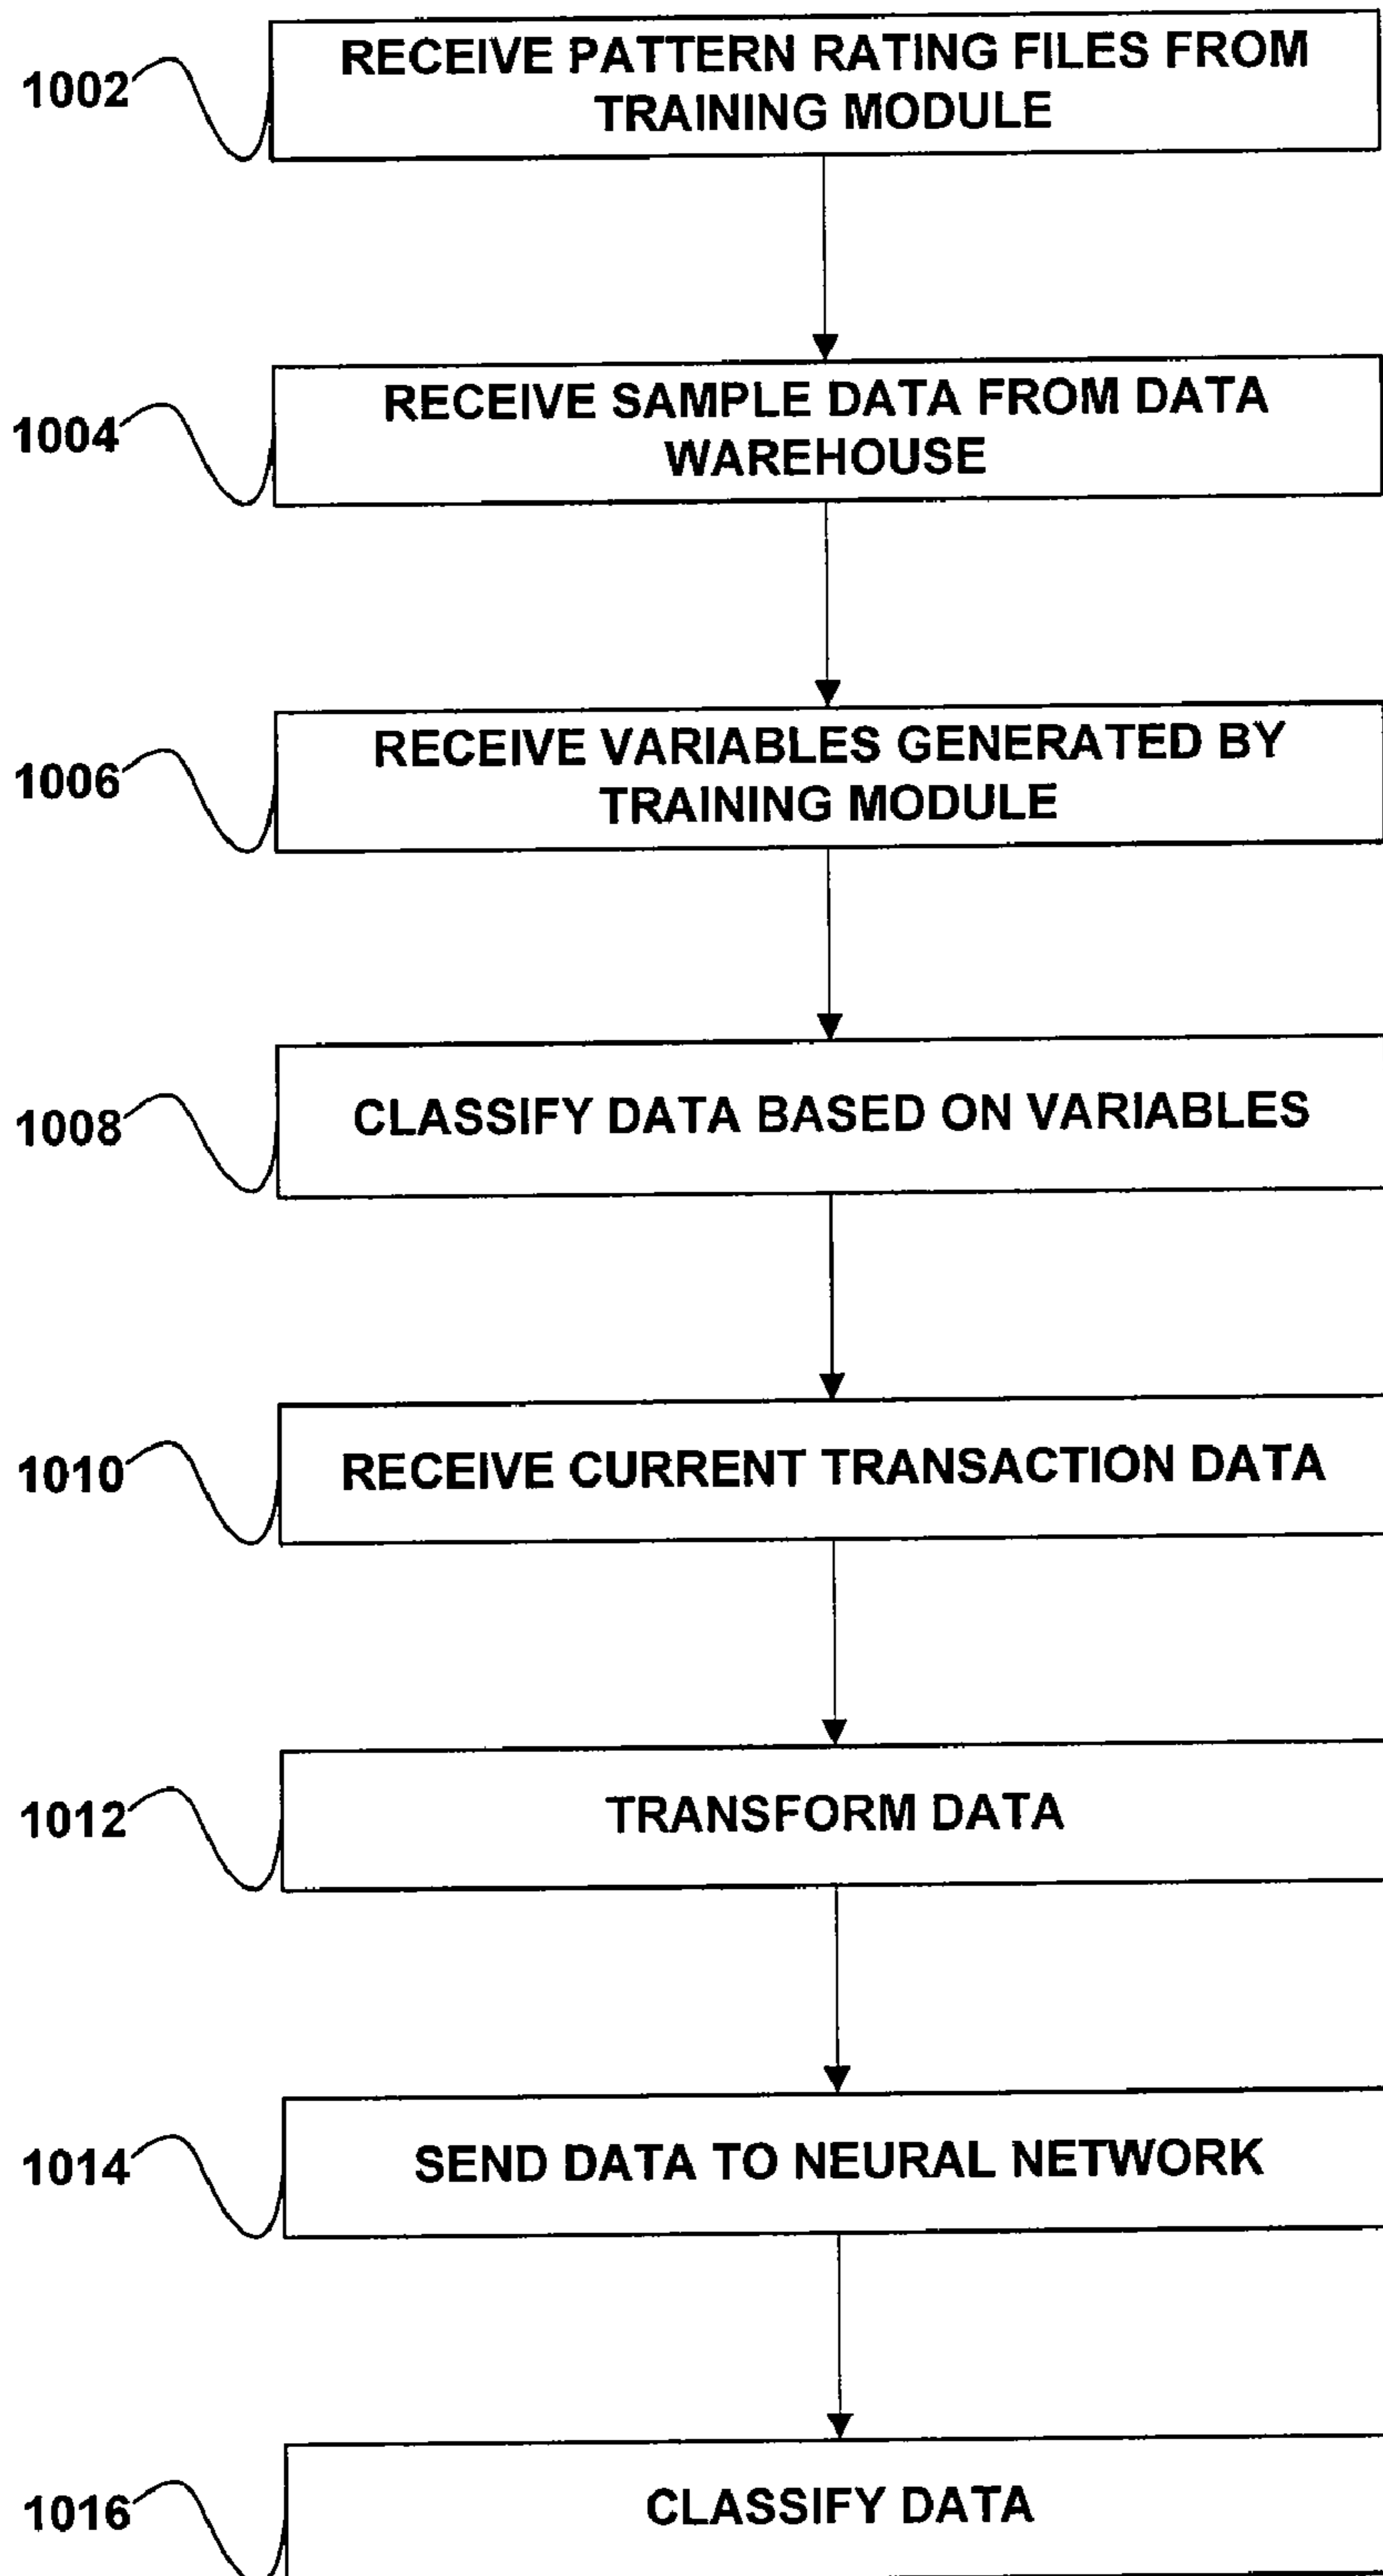 1002
RECEIVE PATTERN RATING FILES FROM
TRAINING MODULE
1004
RECEIVE SAMPLE DATA FROM DATA
WAREHOUSE
1006
RECEIVE VARIABLES GENERATED BY
TRAINING MODULE
1008
CLASSIFY DATA BASED ON VARIABLES
1010
RECEIVE CURRENT TRANSACTION DATA
1012
TRANSFORM DATA
1014
SEND DATA TO NEURAL NETWORK
1016
CLASSIFY DATA